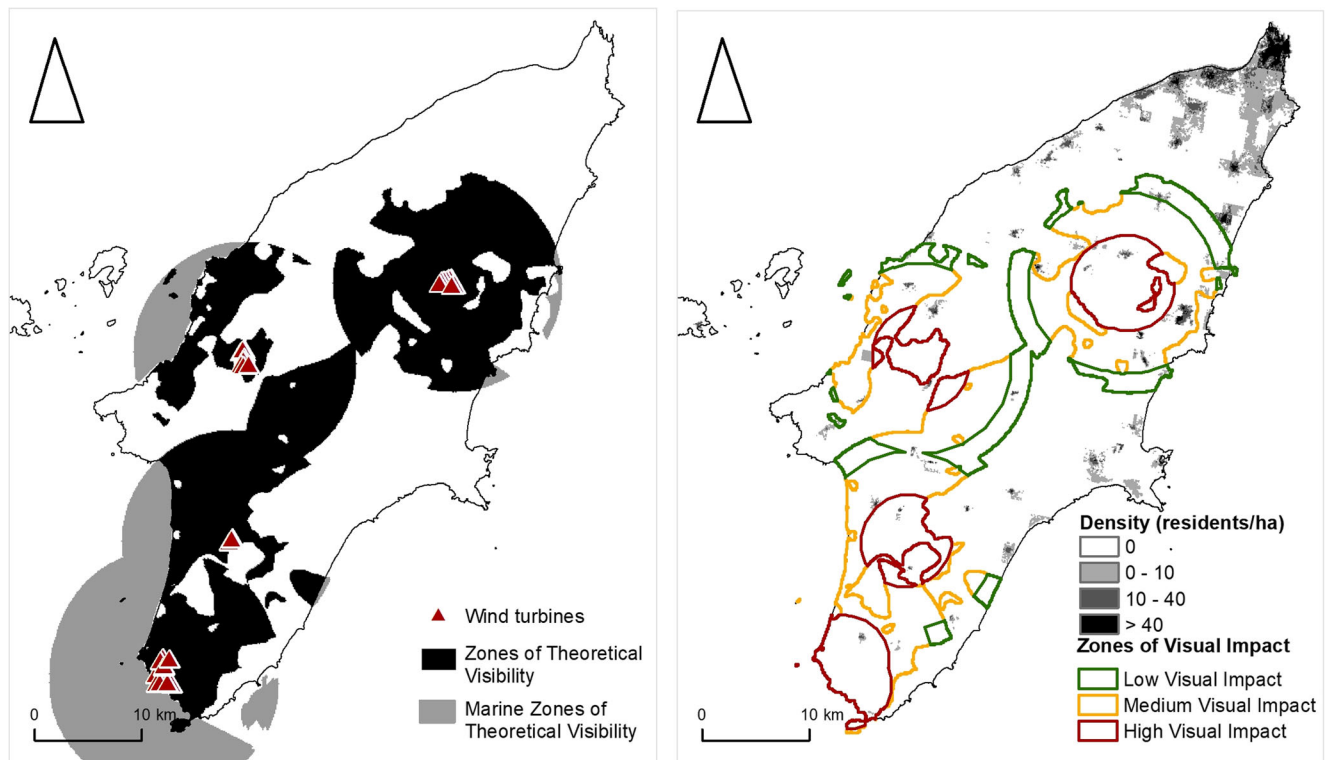 Wind turbines
Zones of Theoretical
Visibility
Marine Zones of
Theoretical Visibility
0
10 km
Density (residents/ha)
0
0 - 10
10 - 40
> 40
Zones of Visual Impact
Low Visual Impact
Medium Visual Impact
High Visual Impact
0
10 km